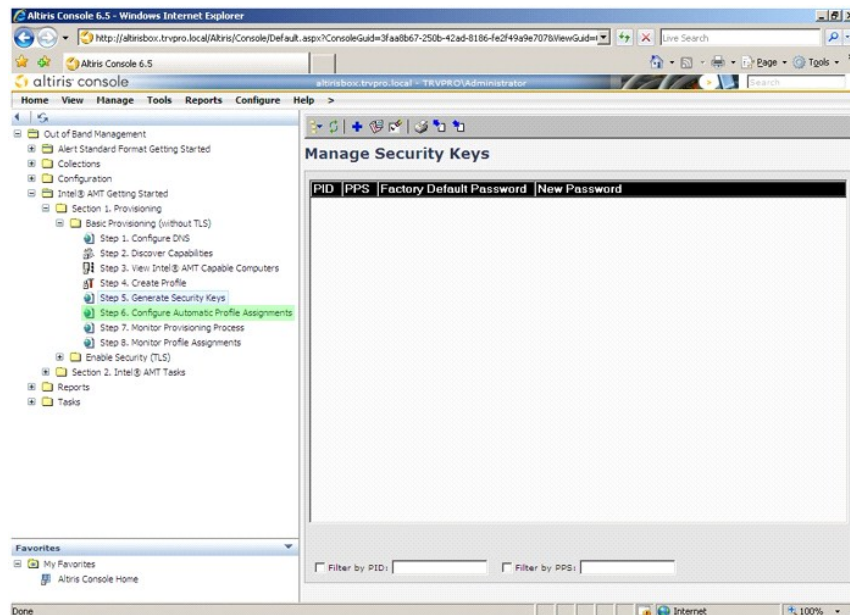 Altiris Console 6.5 - Windows Internet Explorer
http://altirisbox.trvpro.local/Altiris/Console/Default.aspx?ConsoleGuid=3faa8b67-250b-42ad-8186-fe2f49a9e707&ViewGuid=
Live Search
Altiris Console 6.5
Page
Tools
altiris console
altirisbox.trvpro.local - TRVPRO\Administrator
Search
Home View Manage Tools Reports Configure Help >
Out of Band Management
Alert Standard Format Getting Started
Collections
Configuration
Intel® AMT Getting Started
Section 1. Provisioning
Basic Provisioning (without TLS)
Step 1. Configure DNS
Step 2. Discover Capabilities
Step 3. View Intel® AMT Capable Computers
Step 4. Create Profile
Step 5. Generate Security Keys
Step 6. Configure Automatic Profile Assignments
Step 7. Monitor Provisioning Process
Step 8. Monitor Profile Assignments
Enable Security (TLS)
Section 2. Intel® AMT Tasks
Reports
Tasks
Manage Security Keys
PID PPS Factory Default Password New Password
Filter by PID: Filter by PPS:
Favorites
My Favorites
Altiris Console Home
Done
Internet
100%